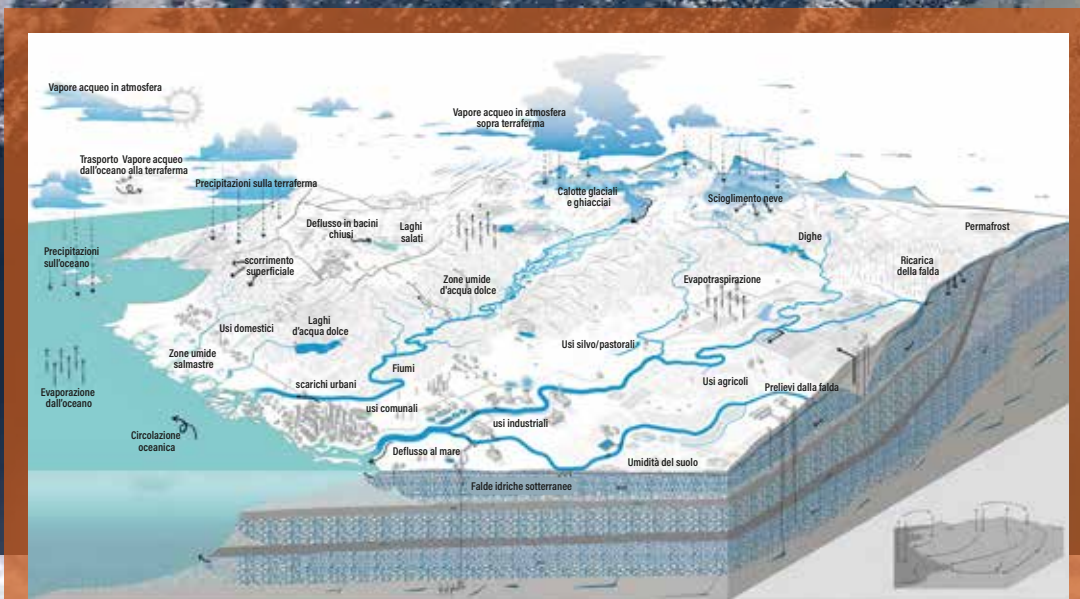 Vapore acqueo in atmosfera
Vapore acqueo in atmosfera
sopra terraferma
Trasporto Vapore acqueo
dall'oceano alla terraferma
Precipitazioni sulla terraferma
Calotte glaciali
e ghiacciai
Scioglimento neve
Deflusso in bacini
chiusi
Laghi
salati
Dighe
Permafrost
Precipitazioni
sull'oceano
scorrimento
superficiale
Ricarica
della falda
Zone umide
d'acqua dolce
Evapotraspirazione
Usi domestici
Laghi
d'acqua dolce
Usi silvo/pastorali
Zone umide
salmastre
Fiumi
scarichi urbani
Usi agricoli
Prelievi dalla falda
Evaporazione
dall'oceano
usi comunali
usi industriali
Circolazione
oceanica
Deflusso al mare
Umidità del suolo
Falde idriche sotterranee